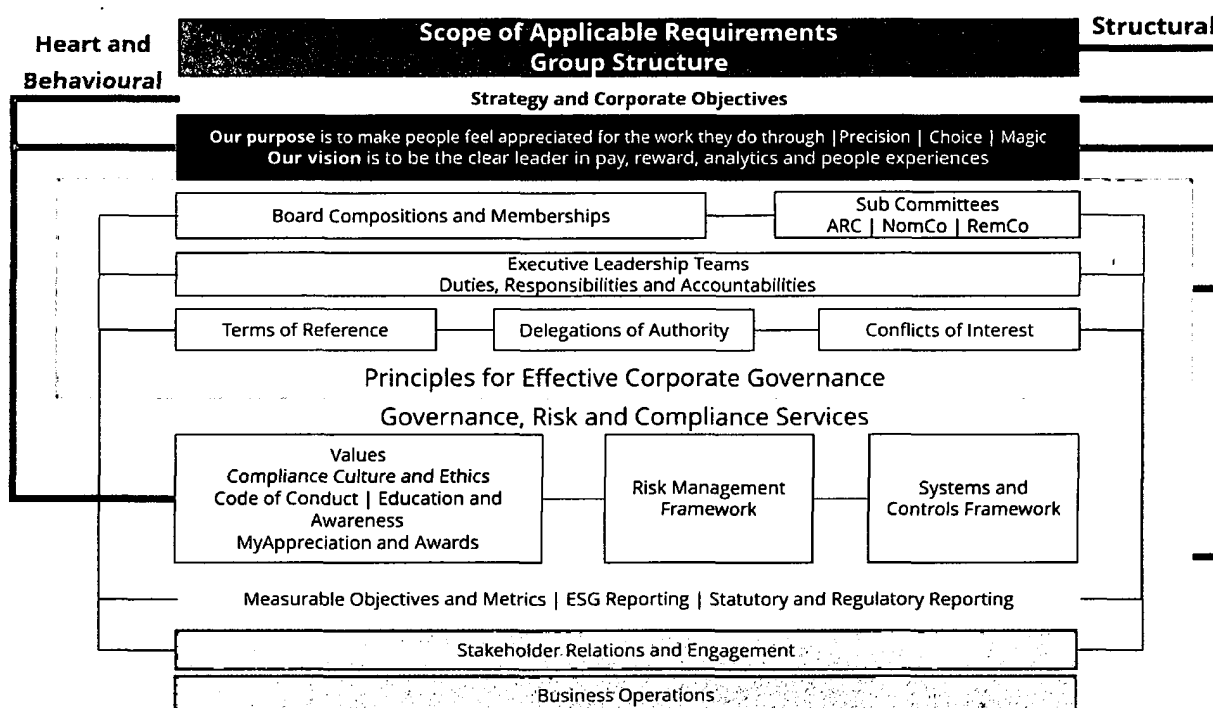 Heart and
Behavioural
Scope of Applicable Requirements
Group Structure
Structural
Strategy and Corporate Objectives
Our purpose is to make people feel appreciated for the work they do through |Precision | Choice | Magic
Our vision is to be the clear leader in pay, reward, analytics and people experiences
Board Compositions and Memberships
Sub Committees
ARC | NomCo | RemCo
Executive Leadership Teams
Duties, Responsibilities and Accountabilities
Terms of Reference
Delegations of Authority
Conflicts of Interest
Principles for Effective Corporate Governance
Governance, Risk and Compliance Services
Values
Compliance Culture and Ethics
Code of Conduct | Education and
Awareness
MyAppreciation and Awards
Risk Management
Framework
Systems and
Controls Framework
Measurable Objectives and Metrics | ESG Reporting | Statutory and Regulatory Reporting
Stakeholder Relations and Engagement
Business Operations